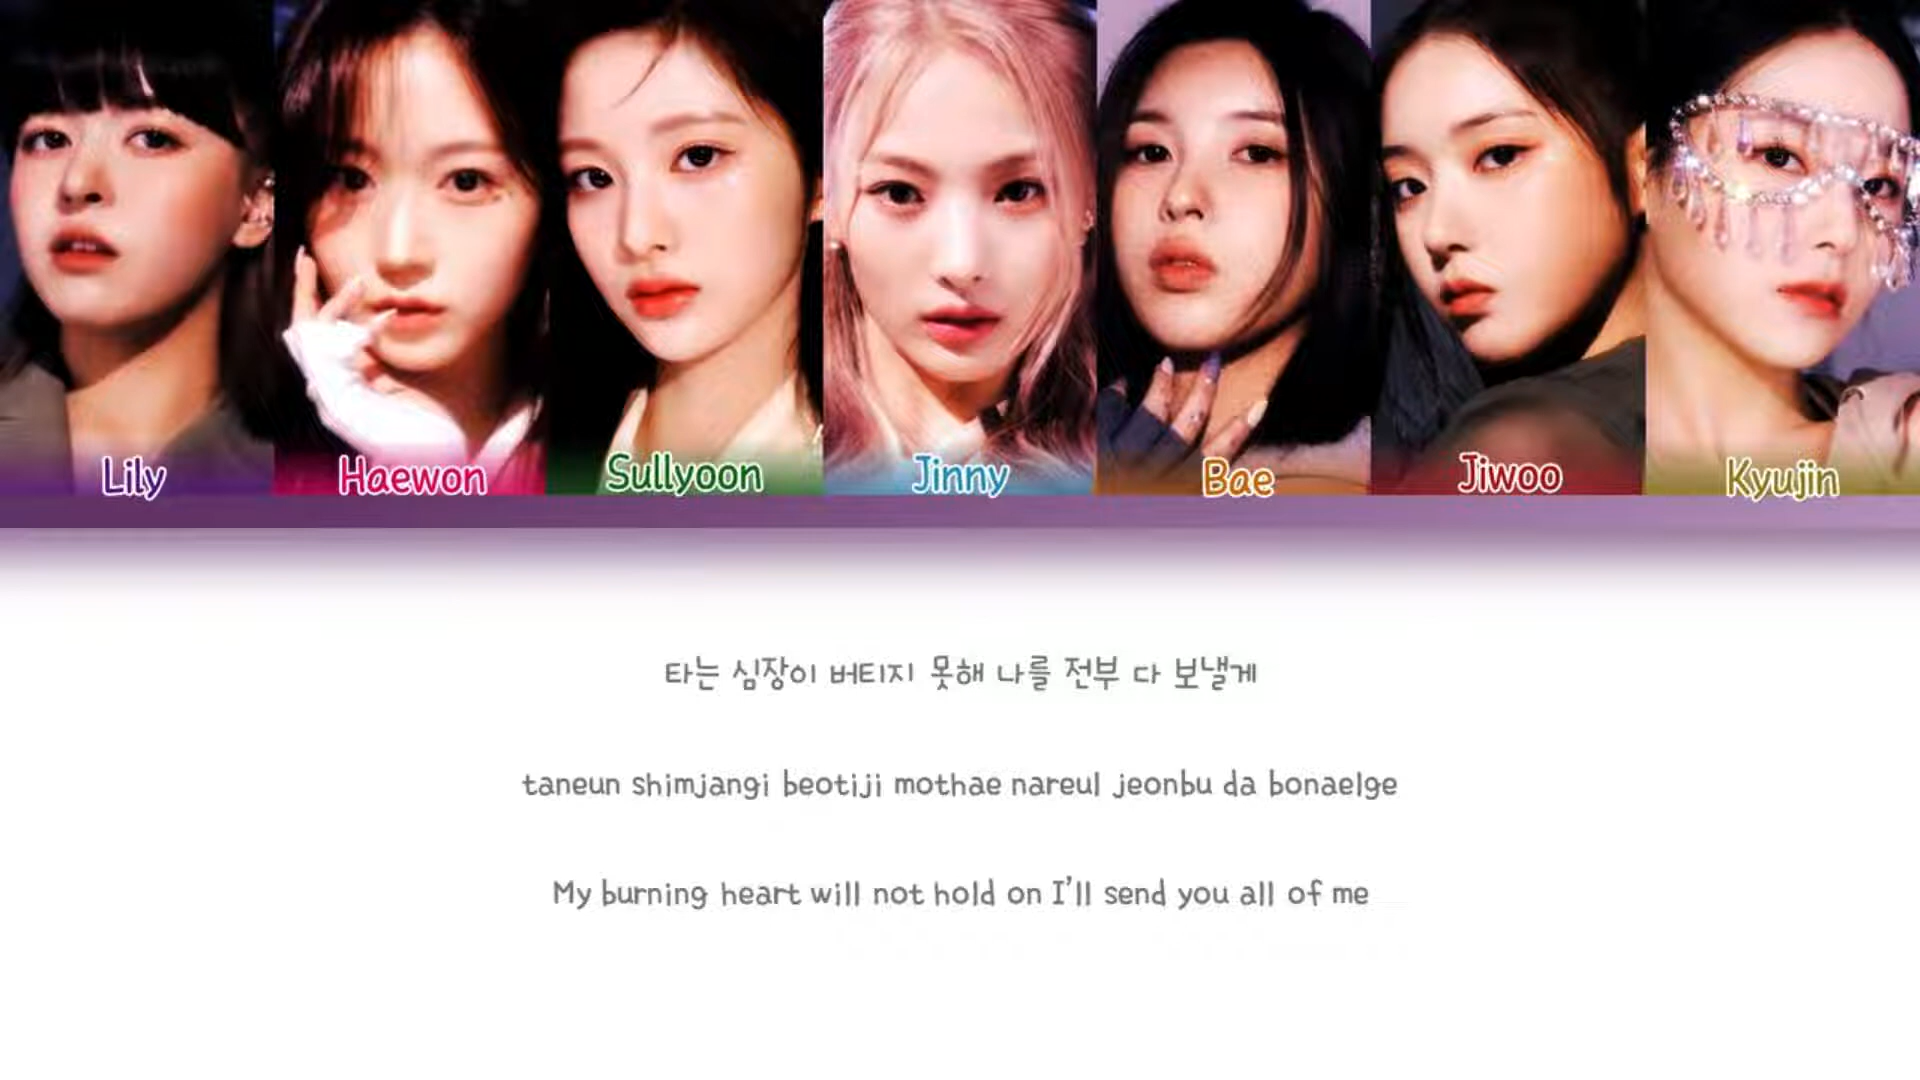 Lily Haewon Sullyoon Jinny Bae Jiwoo Kyujin
타는 심장이 버티지 못해 나를 전부 다 보낼게
taneun shimjangi beotiji mothae nareul jeonbu da bonaelge
My burning heart will not hold on I'll send you all of me